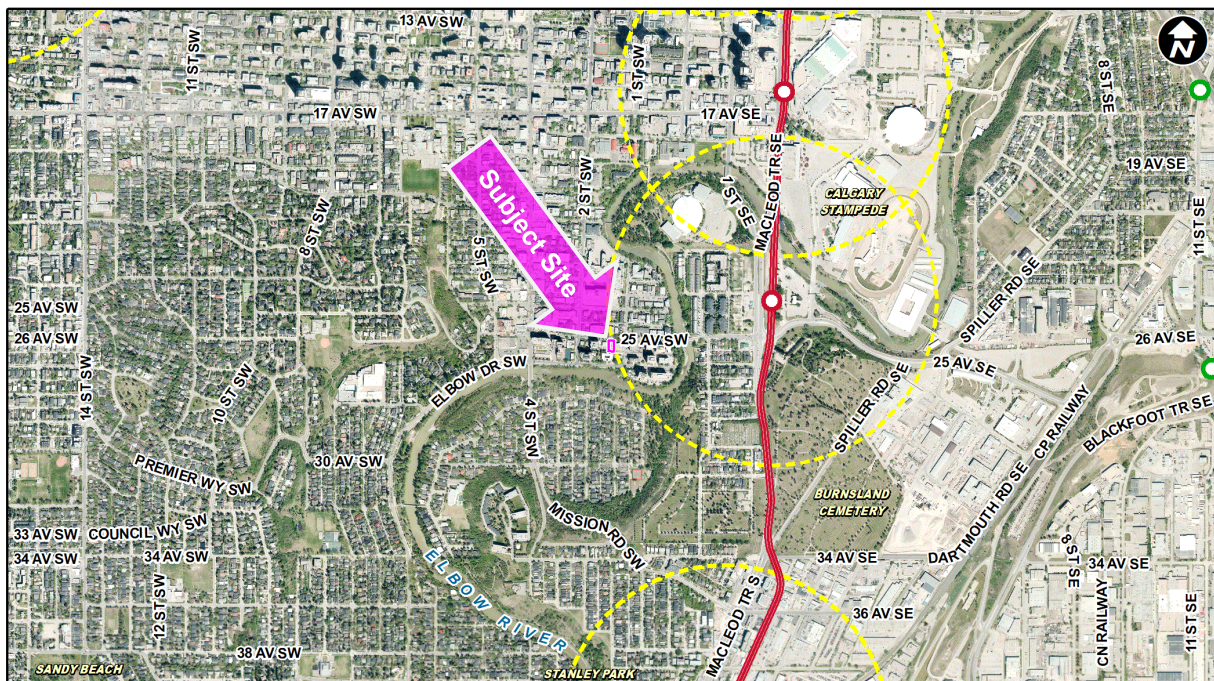 13 AV SW
11 ST SW
1 ST SW
8 ST SE
17 AV SW
17 AV SE
19 AV SE
MACLEOD TR SE
2 ST SW
1 ST SE
CALGARY
STAMPEDE
Subject Site
8 ST SW
5 ST. SW
11 ST SE
SPILLER RD SE
25 AV SW
26 AV SW
25 AV SW
26 AV SE
25 AV SE
14 ST SW
10 ST SW
ELBOW DR SW
4 ST SW
SPILLER RD SE
CP RAILWAY
BLACKFOOT TR SE
30 AV SW
PREMIER WY SW
BURNSLAND
CEMETERY
DARTMOUTH RD SE
33 AV SW
COUNCIL WY SW
MISSION RD SW
34 AV SW
34 AV SW
34 AV SE
34 AV SE
8 ST SE
ELBOW RIVER
12 ST SW
MACLEOD TR S
36 AV SE
CN RAILWAY
11 ST SE
38 AV SW
SANDY BEACH
STANLEY PARK
N